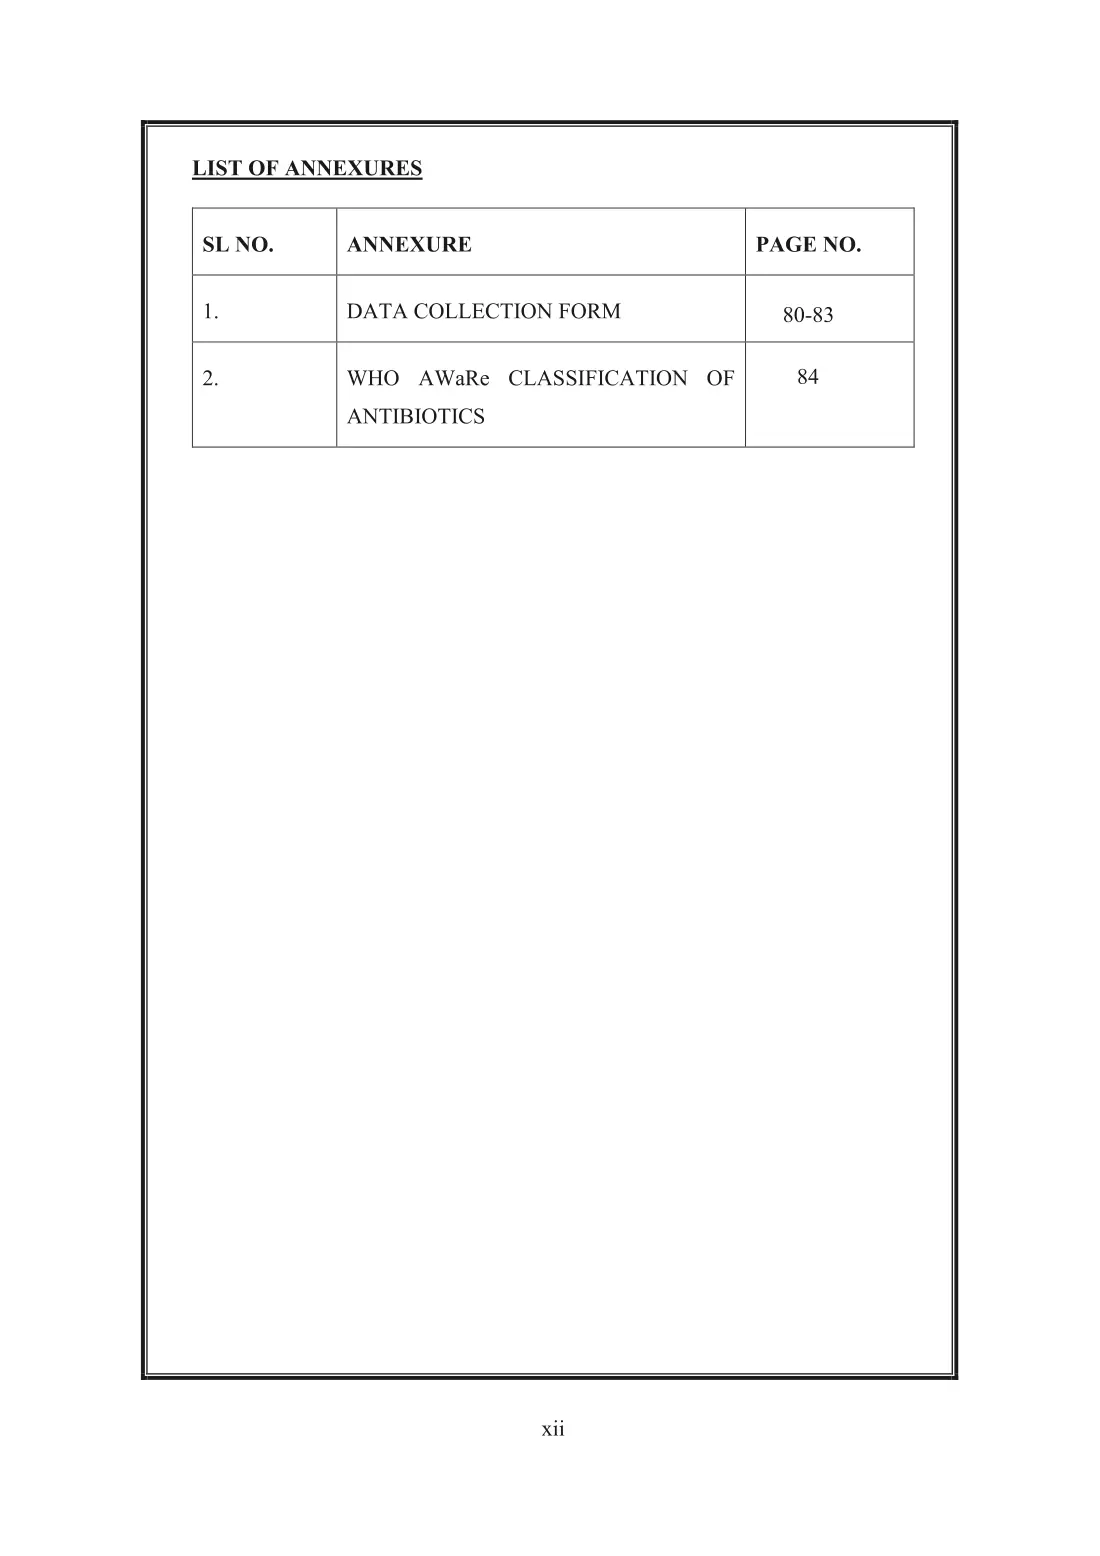 LIST OF ANNEXURES
SL NO. ANNEXURE PAGE NO.
1. DATA COLLECTION FORM 80-83
2. WHO AWaRe CLASSIFICATION OF 84
ANTIBIOTICS
xii